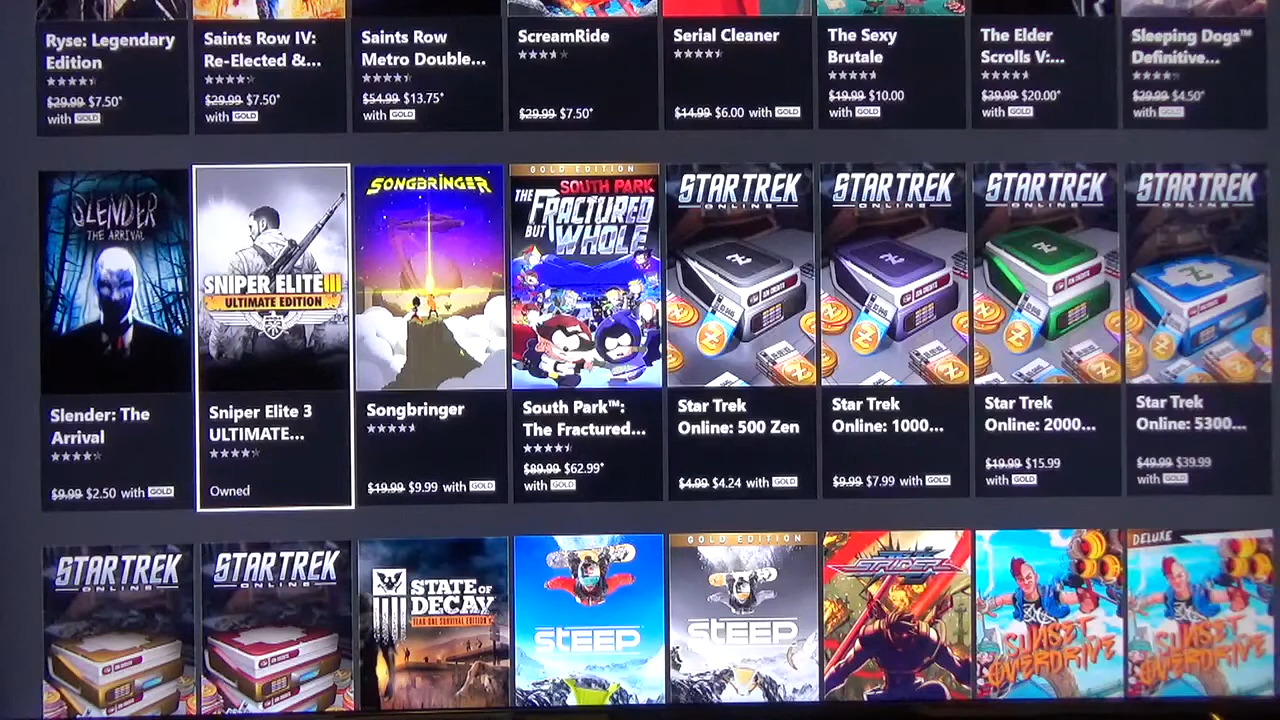 Ryse: Legendary
Edition
$29.99 $7.50*
with GOLD
Saints Row IV:
Re-Elected &...
$29.99 $7.50*
with GOLD
Saints Row
Metro Double...
$54.99 $13.75*
with GOLD
ScreamRide
$29.99 $7.50*
Serial Cleaner
$14.99 $6.00 with GOLD
The Sexy
Brutale
$19.99 $10.00
with GOLD
The Elder
Scrolls V:...
$39.99 $20.00*
with GOLD
Sleeping Dogs™
Definitive...
$29.99 $4.50*
with GOLD
SLENDER
THE ARRIVAL
Slender: The
Arrival
$9.99 $2.50 with GOLD
SNIPER ELITE III
ULTIMATE EDITION
Sniper Elite 3
ULTIMATE...
Owned
SONGBRINGER
Songbringer
$19.99 $9.99 with GOLD
GOLD EDITION
SOUTH PARK
THE FRACTURED
BUT WHOLE
South Park™:
The Fractured...
$89.99 $62.99*
with GOLD
STAR TREK
ONLINE
Star Trek
Online: 500 Zen
$4.99 $4.24 with GOLD
STAR TREK
ONLINE
Star Trek
Online: 1000...
$9.99 $7.99 with GOLD
STAR TREK
ONLINE
Star Trek
Online: 2000...
$19.99 $15.99
with GOLD
STAR TREK
ONLINE
Star Trek
Online: 5300...
$49.99 $39.99
with GOLD
STAR TREK
ONLINE
STAR TREK
ONLINE
STATE OF
DECAY
YEAR-ONE SURVIVAL EDITION
STEEP
GOLD EDITION
STEEP
STRIDER
SUNSET
OVERDRIVE
DELUXE
SUNSET
OVERDRIVE